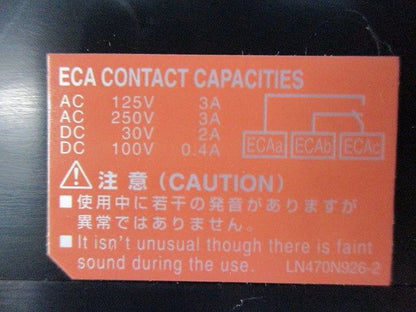 ECA CONTACT CAPACITIES
AC 125V 3A
AC 250V 3A
DC 30V 2A
DC 100V 0.4A
ECAa ECAb ECAc
⚠注意(CAUTION)
■使用中に若干の発音がありますが
異常ではありません。
■It isn't unusual though there is faint
sound during the use. LN470N926-2